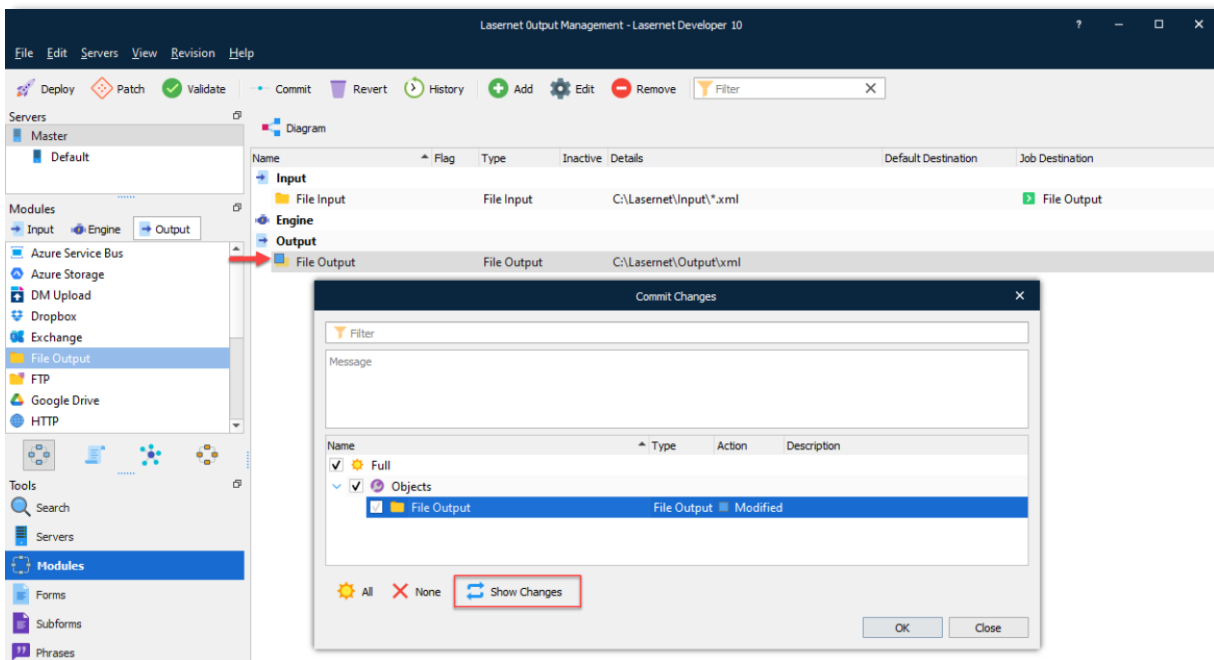 Lasernet Output Management - Lasernet Developer 10
?
File Edit Servers View Revision Help
Deploy Patch Validate Commit Revert History Add Edit Remove Filter
Servers
Master
Default
Modules
Input Engine Output
Azure Service Bus
Azure Storage
DM Upload
Dropbox
Exchange
File Output
FTP
Google Drive
HTTP
Tools
Search
Servers
Modules
Forms
Subforms
Phrases
Diagram
Name Flag Type Inactive Details Default Destination Job Destination
Input
File Input File Input C:\Lasernet\Input\*.xml File Output
Engine
Output
File Output File Output C:\Lasernet\Output\xml
Commit Changes
Filter
Message
Name Type Action Description
Full
Objects
File Output File Output Modified
All None Show Changes
OK Close